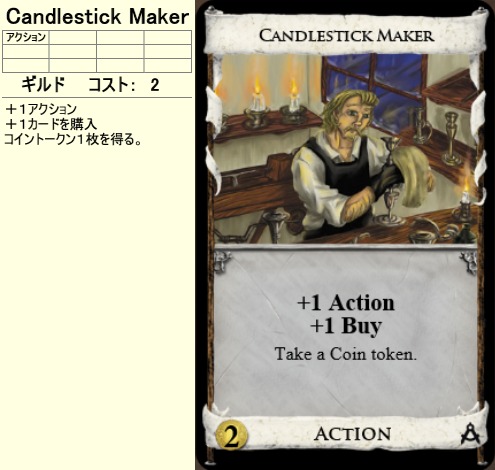 Candlestick Maker
アクション
ギルド コスト： 2
＋１アクション
＋１カードを購入
コイントークン１枚を得る。
CANDLESTICK MAKER
+1 Action
+1 Buy
Take a Coin token.
2 ACTION